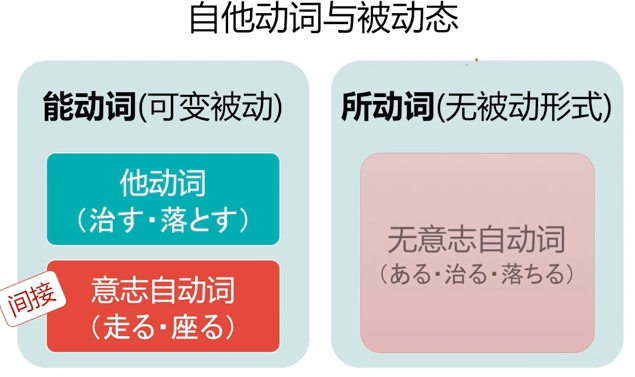 自他动词与被动态
能动词(可变被动)
他动词
（治す・落とす）
间接
意志自动词
（走る・座る）
所动词(无被动形式)
无意志自动词
（ある・治る・落ちる）